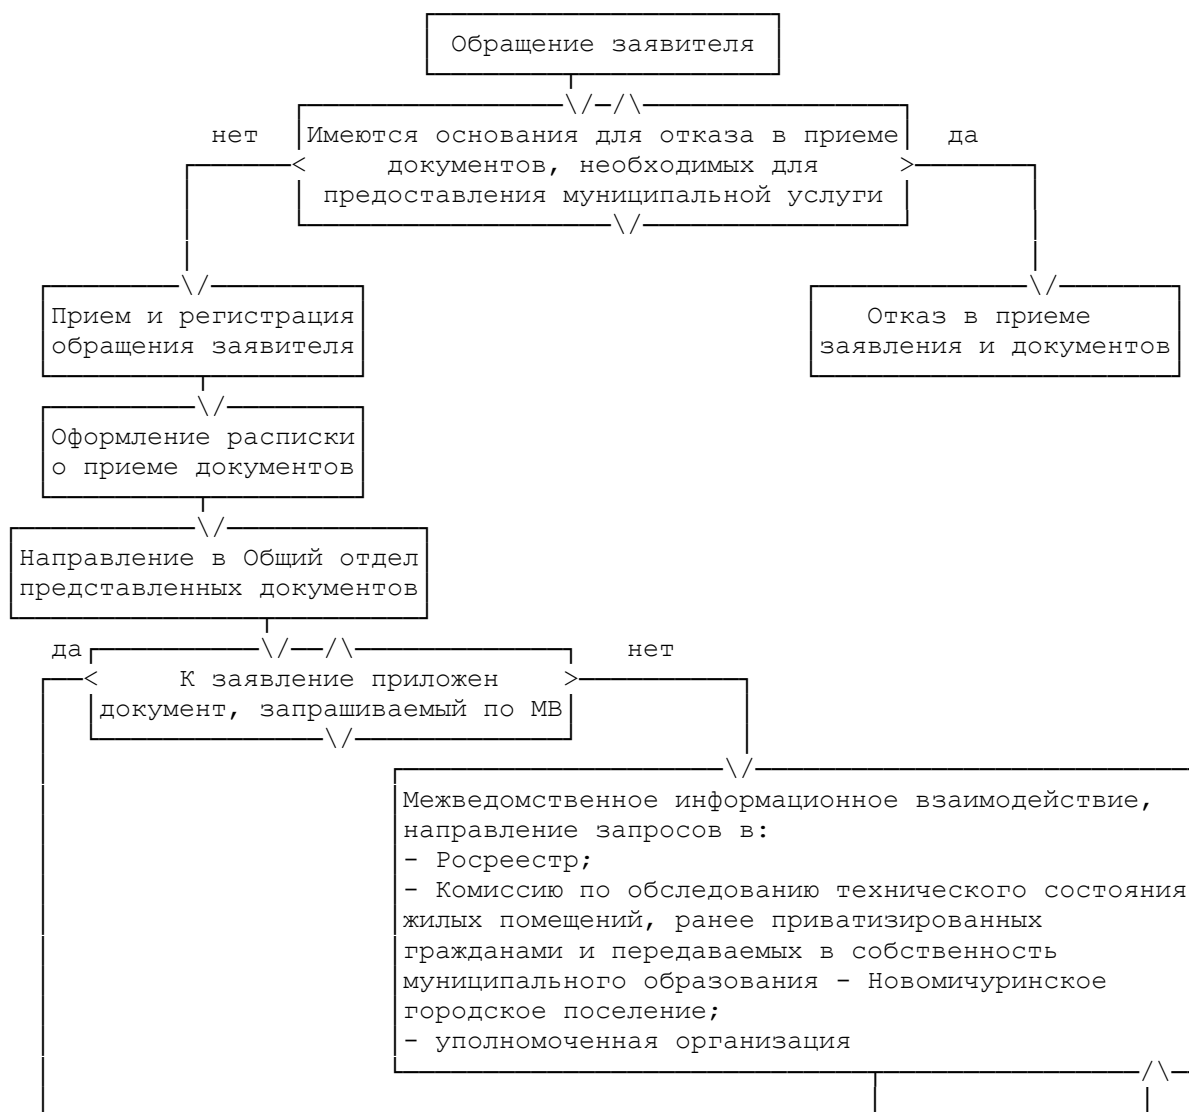 Обращение заявителя
нет
Имеются основания для отказа в приеме
да
документов, необходимых для
предоставления муниципальной услуги
Прием и регистрация
обращения заявителя
Отказ в приеме
заявления и документов
Оформление расписки
о приеме документов
Направление в Общий отдел
представленных документов
да
нет
К заявление приложен
документ, запрашиваемый по МВ
Межведомственное информационное взаимодействие,
направление запросов в:
- Росреестр;
- Комиссию по обследованию технического состояния
жилых помещений, ранее приватизированных
гражданами и передаваемых в собственность
муниципального образования - Новомичуринское
городское поселение;
- уполномоченная организация